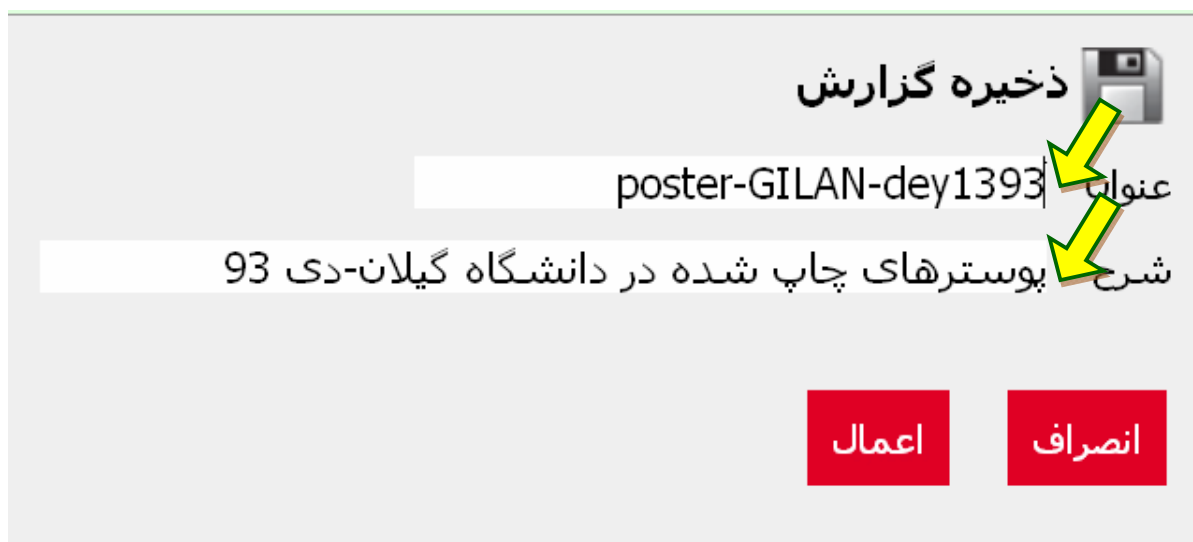 ذخیره گزارش
عنوان poster-GILAN-dey1393
شرح پوسترهای چاپ شده در دانشگاه گیلان-دی 93
انصراف اعمال